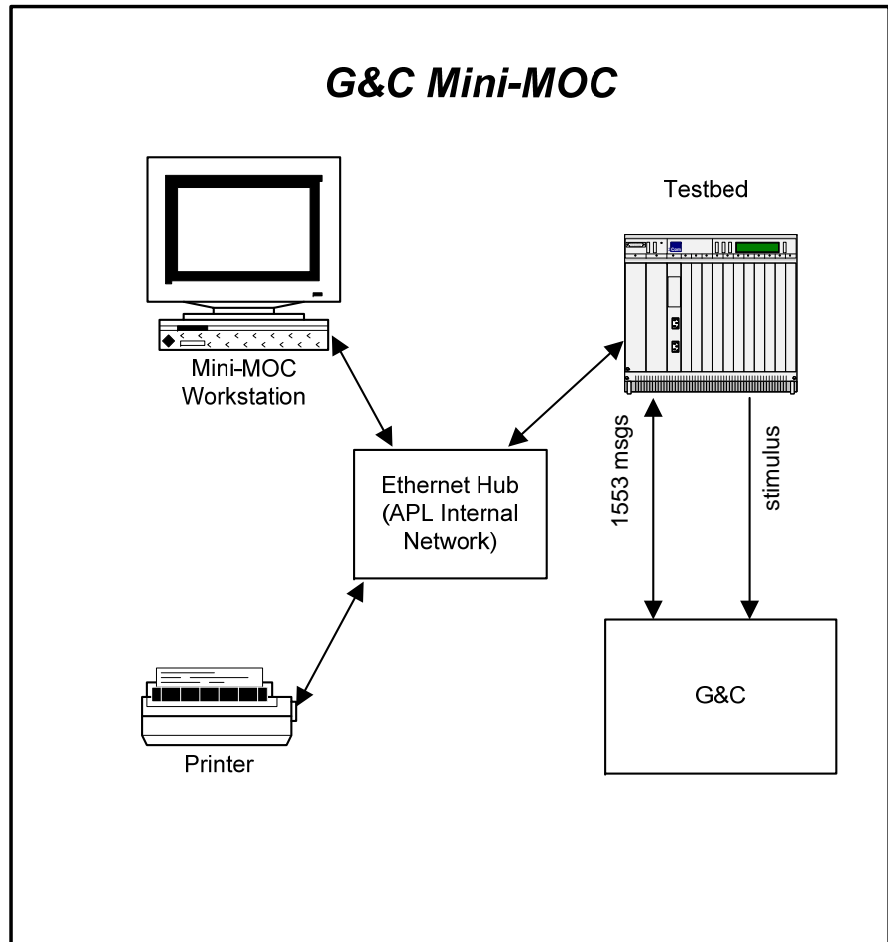 G&C Mini-MOC
Testbed
Mini-MOC
Workstation
Ethernet Hub
(APL Internal
Network)
1553 msgs
stimulus
G&C
Printer